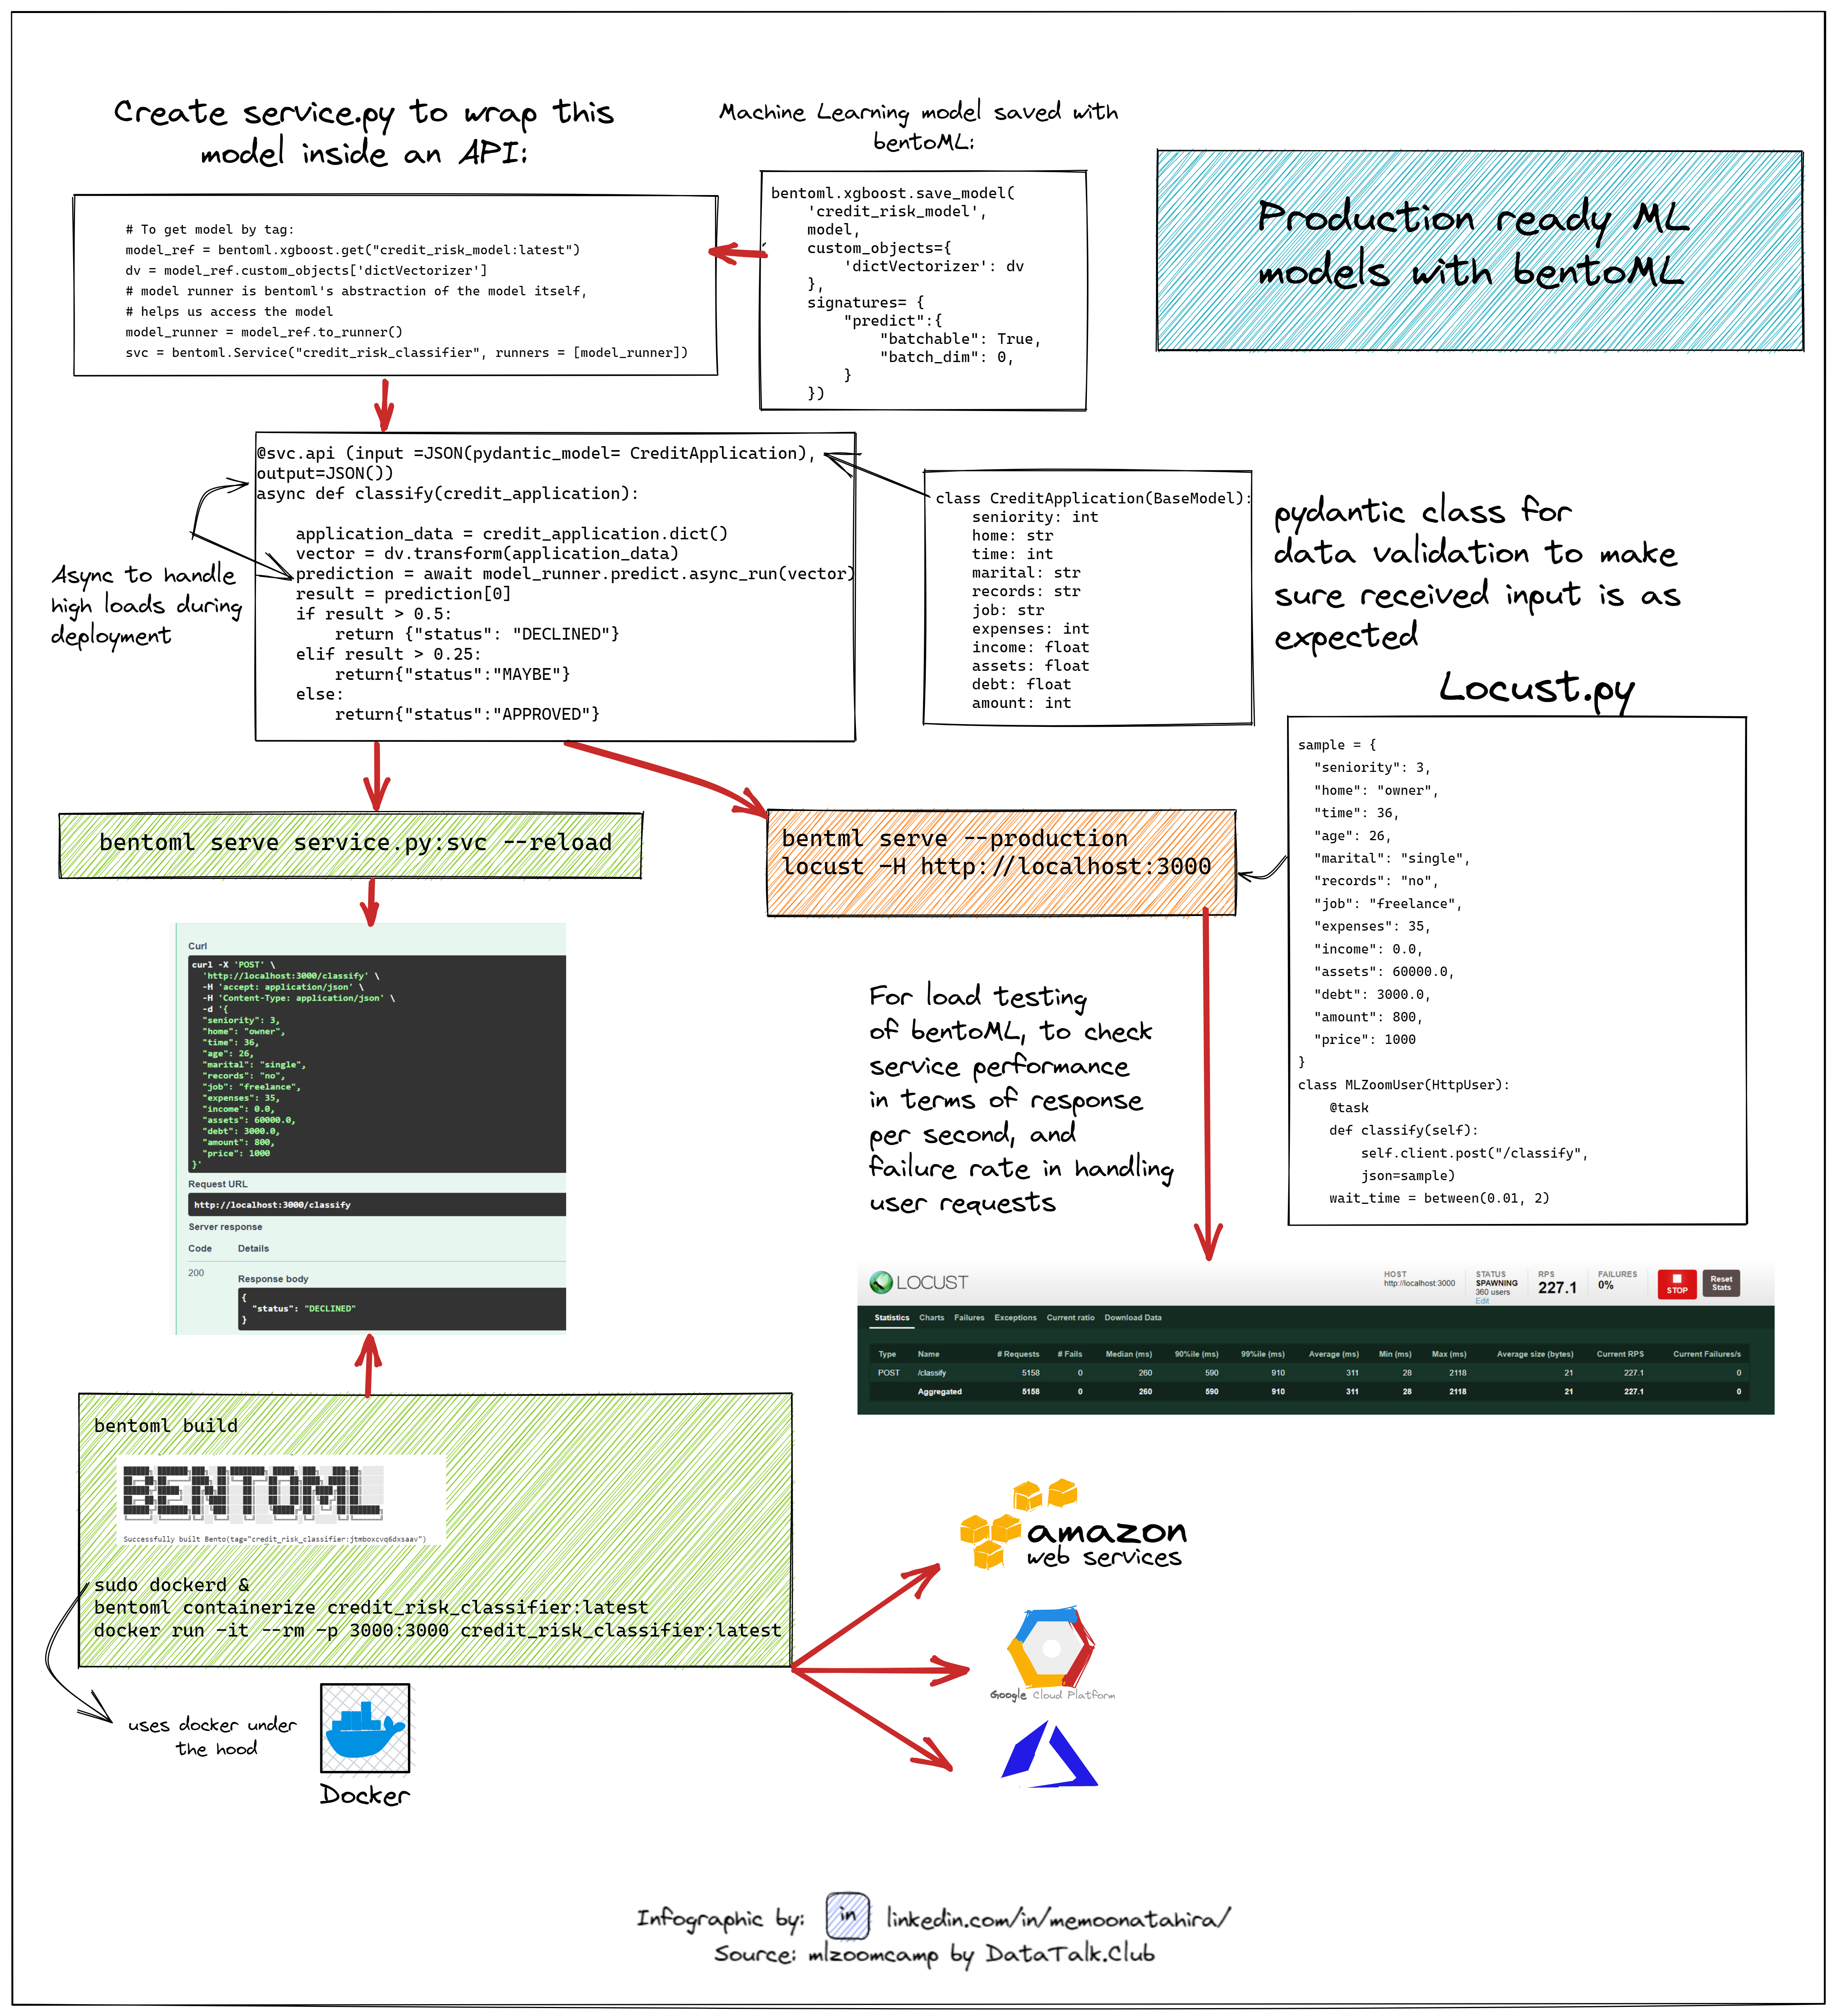 Create service.py to wrap this
model inside an API:
# To get model by tag:
model_ref = bentoml.xgboost.get("credit_risk_model:latest")
dv = model_ref.custom_objects['dictVectorizer']
# model runner is bentoml's abstraction of the model itself,
# helps us access the model
model_runner = model_ref.to_runner()
svc = bentoml.Service("credit_risk_classifier", runners = [model_runner])
Machine Learning model saved with
bentoML:
bentoml.xgboost.save_model(
'credit_risk_model',
model,
custom_objects={
'dictVectorizer': dv
},
signatures= {
"predict":{
"batchable": True,
"batch_dim": 0,
}
})
Production ready ML
models with bentoML
@svc.api (input =JSON(pydantic_model= CreditApplication),
output=JSON())
async def classify(credit_application):
application_data = credit_application.dict()
vector = dv.transform(application_data)
prediction = await model_runner.predict.async_run(vector)
result = prediction[0]
if result > 0.5:
return {"status": "DECLINED"}
elif result > 0.25:
return{"status":"MAYBE"}
else:
return{"status":"APPROVED"}
Async to handle
high loads during
deployment
class CreditApplication(BaseModel):
seniority: int
home: str
time: int
marital: str
records: str
job: str
expenses: int
income: float
assets: float
debt: float
amount: int
pydantic class for
data validation to make
sure received input is as
expected
Locust.py
sample = {
"seniority": 3,
"home": "owner",
"time": 36,
"age": 26,
"marital": "single",
"records": "no",
"job": "freelance",
"expenses": 35,
"income": 0.0,
"assets": 60000.0,
"debt": 3000.0,
"amount": 800,
"price": 1000
}
class MLZoomUser(HttpUser):
@task
def classify(self):
self.client.post("/classify",
json=sample)
wait_time = between(0.01, 2)
bentoml serve service.py:svc --reload
bentml serve --production
locust -H http://localhost:3000
Curl
curl -X 'POST' \
'http://localhost:3000/classify' \
-H 'accept: application/json' \
-H 'Content-Type: application/json' \
-d '{
"seniority": 3,
"home": "owner",
"time": 36,
"age": 26,
"marital": "single",
"records": "no",
"job": "freelance",
"expenses": 35,
"income": 0.0,
"assets": 60000.0,
"debt": 3000.0,
"amount": 800,
"price": 1000
}'
Request URL
http://localhost:3000/classify
Server response
Code Details
200
Response body
{
"status": "DECLINED"
}
For load testing
of bentoML, to check
service performance
in terms of response
per second, and
failure rate in handling
user requests
LOCUST
HOST
http://localhost:3000
STATUS
SPAWNING
360 users
Edit
RPS
227.1
FAILURES
0%
STOP
Reset
Stats
Statistics Charts Failures Exceptions Current ratio Download Data
Type Name # Requests # Fails Median (ms) 90%ile (ms) 99%ile (ms) Average (ms) Min (ms) Max (ms) Average size (bytes) Current RPS Current Failures/s
POST /classify 5158 0 260 590 910 311 28 2118 21 227.1 0
Aggregated 5158 0 260 590 910 311 28 2118 21 227.1 0
bentoml build
BENTOML
Successfully built Bento(tag="credit_risk_classifier:jtmboxcvq6dxsaav")
sudo dockerd &
bentoml containerize credit_risk_classifier:latest
docker run -it --rm -p 3000:3000 credit_risk_classifier:latest
uses docker under
the hood
Docker
amazon
web services
Google Cloud Platform
Infographic by: in linkedin.com/in/memoonatahira/
Source: mlzoomcamp by DataTalk.Club